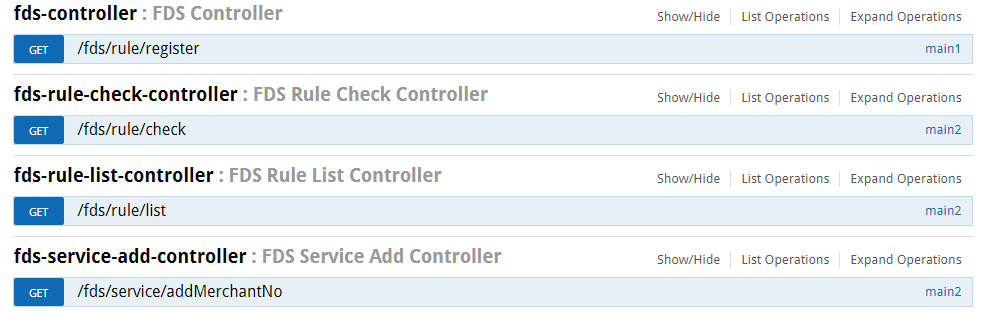 fds-controller : FDS Controller Show/Hide List Operations Expand Operations
GET /fds/rule/register main1
fds-rule-check-controller : FDS Rule Check Controller Show/Hide List Operations Expand Operations
GET /fds/rule/check main2
fds-rule-list-controller : FDS Rule List Controller Show/Hide List Operations Expand Operations
GET /fds/rule/list main2
fds-service-add-controller : FDS Service Add Controller Show/Hide List Operations Expand Operations
GET /fds/service/addMerchantNo main2